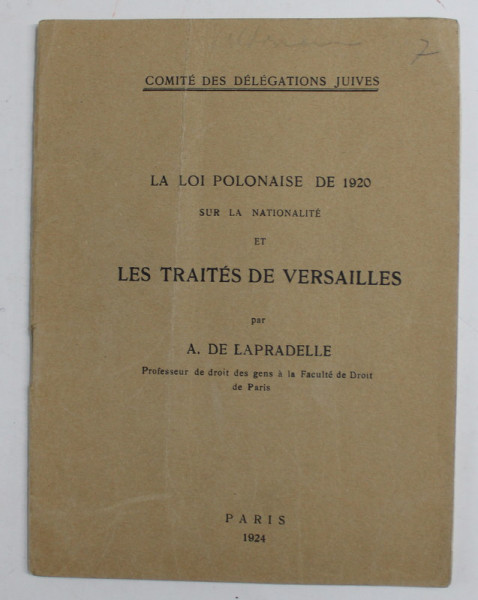 7
COMITÉ DES DÉLÉGATIONS JUIVES
LA LOI POLONAISE DE 1920
SUR LA NATIONALITÉ
ET
LES TRAITÉS DE VERSAILLES
par
A. DE LAPRADELLE
Professeur de droit des gens à la Faculté de Droit
de Paris
PARIS
1924